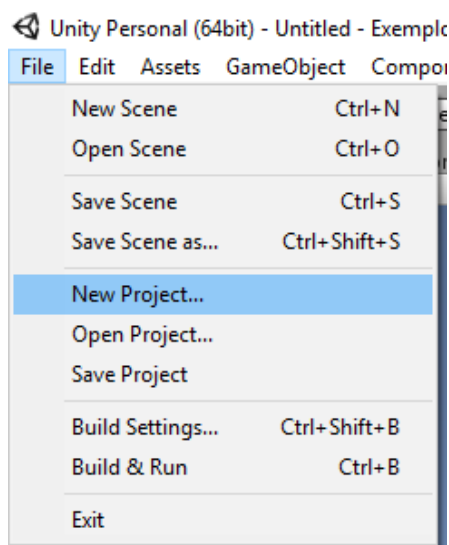 Unity Personal (64bit) - Untitled - Exemplo
File Edit Assets GameObject Compo
New Scene Ctrl+N
Open Scene Ctrl+O
Save Scene Ctrl+S
Save Scene as... Ctrl+Shift+S
New Project...
Open Project...
Save Project
Build Settings... Ctrl+Shift+B
Build & Run Ctrl+B
Exit